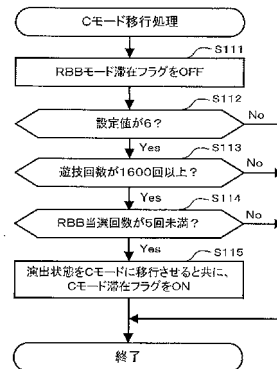 Cモード移行処理
S111
RBBモード滞在フラグをOFF
S112
設定値が6?
No
Yes
S113
遊技回数が1600回以上?
No
Yes
S114
RBB当選回数が5回未満?
No
Yes
S115
演出状態をCモードに移行させると共に、
Cモード滞在フラグをON
終了